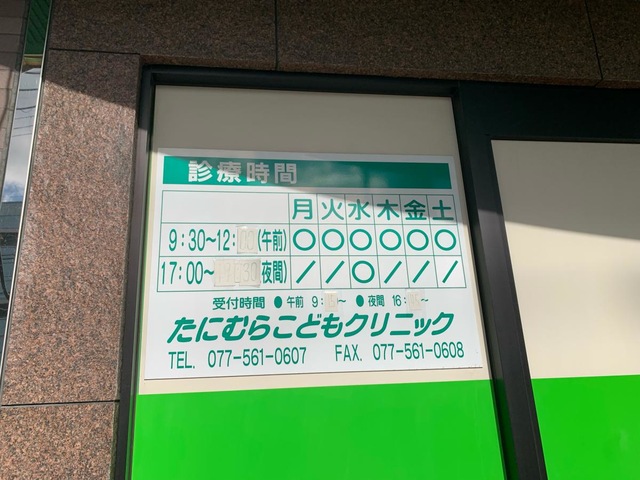 診療時間
月火水木金土
9:30〜12: (午前) ○○○○○○
17:00〜 夜間) //○///
受付時間 ●午前 9: 〜 ●夜間 16: 〜
たにむらこどもクリニック
TEL. 077-561-0607 FAX. 077-561-0608